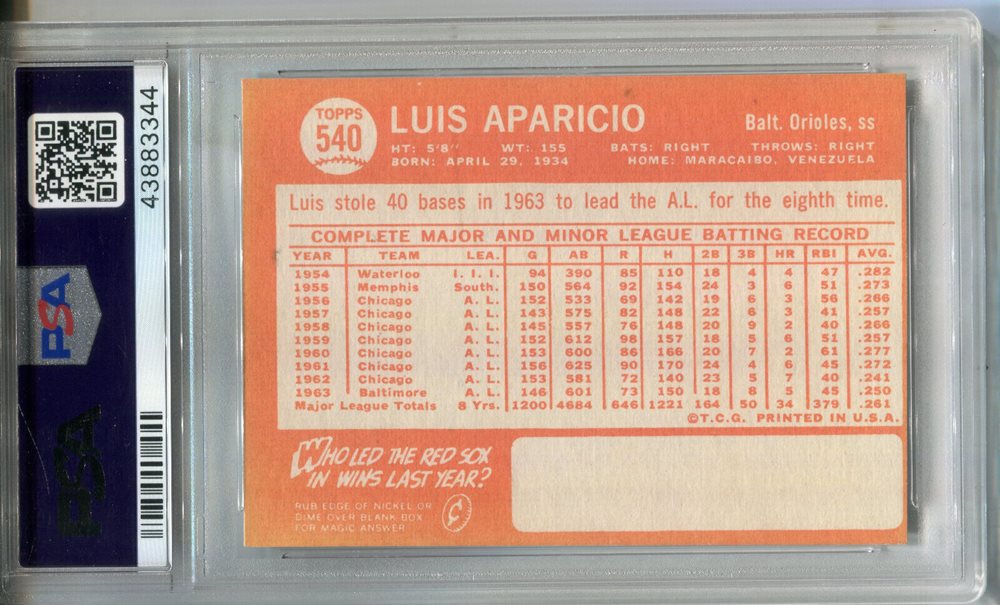 43883344
PSA
PSA
TOPPS
540
LUIS APARICIO
Balt. Orioles, ss
HT: 5'8" WT: 155 BATS: RIGHT THROWS: RIGHT
BORN: APRIL 29, 1934 HOME: MARACAIBO, VENEZUELA
Luis stole 40 bases in 1963 to lead the A.L. for the eighth time.
COMPLETE MAJOR AND MINOR LEAGUE BATTING RECORD
YEAR TEAM LEA. G AB R H 2B 3B HR RBI AVG.
1954 Waterloo I. I. I. 94 390 85 110 18 4 4 47 .282
1955 Memphis South. 150 564 92 154 24 3 6 51 .273
1956 Chicago A. L. 152 533 69 142 19 6 3 56 .266
1957 Chicago A. L. 143 575 82 148 22 6 3 41 .257
1958 Chicago A. L. 145 557 76 148 20 9 2 40 .266
1959 Chicago A. L. 152 612 98 157 18 5 6 51 .257
1960 Chicago A. L. 153 600 86 166 20 7 2 61 .277
1961 Chicago A. L. 156 625 90 170 24 4 6 45 .272
1962 Chicago A. L. 153 581 72 140 23 5 7 40 .241
1963 Baltimore A. L. 146 601 73 150 18 8 5 45 .250
Major League Totals 8 Yrs. 1200 4684 646 1221 164 50 34 379 .261
©T.C.G. PRINTED IN U.S.A.
WHO LED THE RED SOX
IN WINS LAST YEAR?
RUB EDGE OF NICKEL OR
DIME OVER BLANK BOX
FOR MAGIC ANSWER
¢